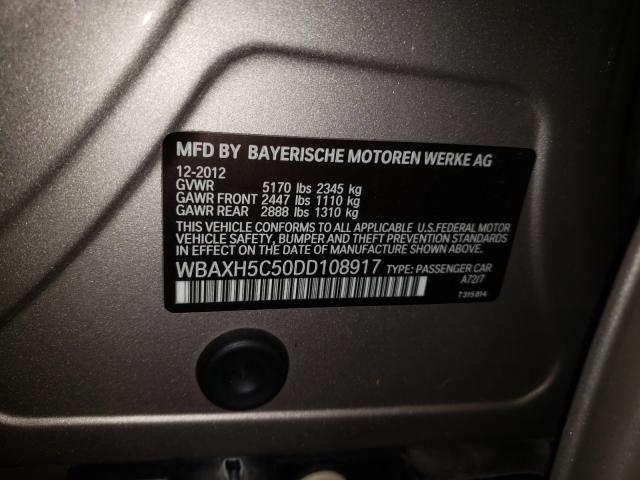 MFD BY BAYERISCHE MOTOREN WERKE AG
12-2012
GVWR 5170 lbs 2345 kg
GAWR FRONT 2447 lbs 1110 kg
GAWR REAR 2888 lbs 1310 kg
THIS VEHICLE CONFORMS TO ALL APPLICABLE U.S.FEDERAL MOTOR
VEHICLE SAFETY, BUMPER AND THEFT PREVENTION STANDARDS
IN EFFECT ON THE DATE OF MANUFACTURE SHOWN ABOVE.
WBAXH5C50DD108917 TYPE: PASSENGER CAR
A72/7
7 315 814